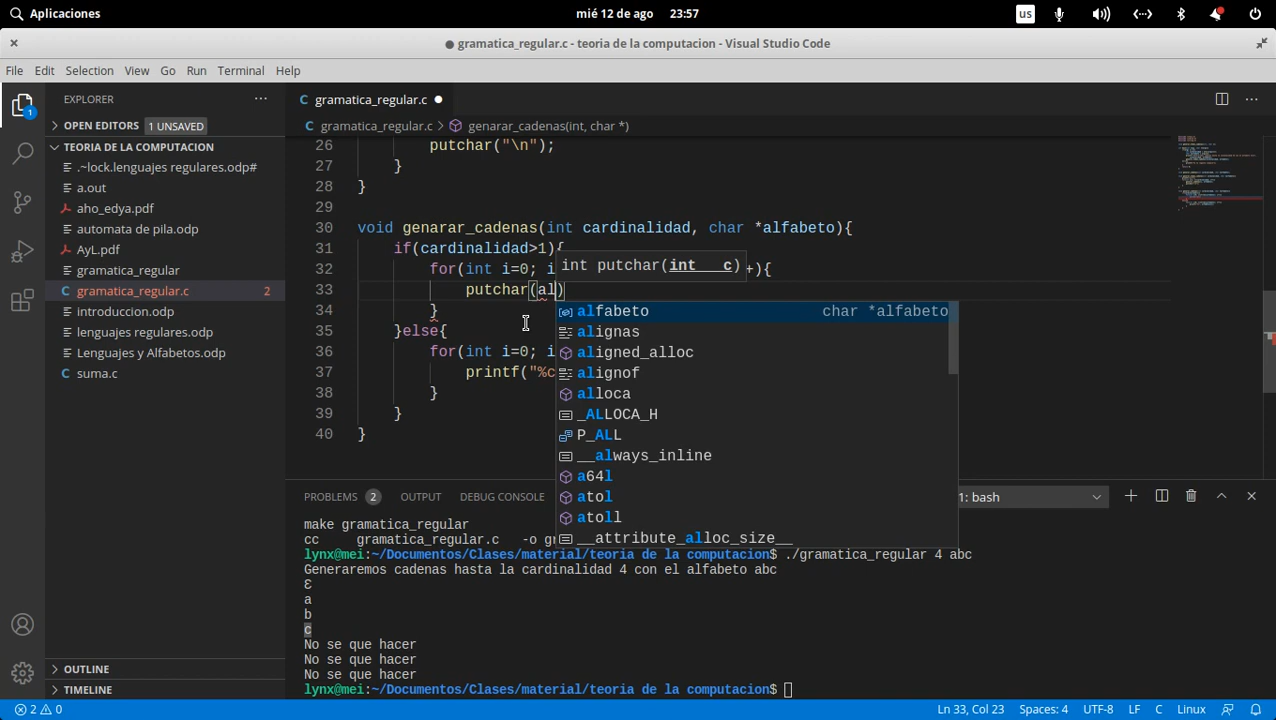 Aplicaciones
mié 12 de ago 23:57
us
● gramatica_regular.c - teoria de la computacion - Visual Studio Code
File Edit Selection View Go Run Terminal Help
EXPLORER
OPEN EDITORS 1 UNSAVED
TEORIA DE LA COMPUTACION
.~lock.lenguajes regulares.odp#
a.out
aho_edya.pdf
automata de pila.odp
AyL.pdf
gramatica_regular
gramatica_regular.c 2
introduccion.odp
lenguajes regulares.odp
Lenguajes y Alfabetos.odp
suma.c
OUTLINE
TIMELINE
1
C gramatica_regular.c ●
C gramatica_regular.c > genarar_cadenas(int, char *)
26 putchar("\n");
27 }
28 }
29
30 void genarar_cadenas(int cardinalidad, char *alfabeto){
31 if(cardinalidad>1){
int putchar(int __c)
32 for(int i=0; i +){
33 putchar(al)
34 }
35 }else{
36 for(int i=0; i
37 printf("%c
38 }
39 }
40 }
alfabeto char *alfabeto
alignas
aligned_alloc
alignof
alloca
_ALLOCA_H
P_ALL
__always_inline
a64l
atol
atoll
__attribute_alloc_size__
PROBLEMS 2 OUTPUT DEBUG CONSOLE
1: bash
make gramatica_regular
cc gramatica_regular.c -o gr
lynx@mei:~/Documentos/Clases/material/teoria de la computacion$ ./gramatica_regular 4 abc
Generaremos cadenas hasta la cardinalidad 4 con el alfabeto abc
Ɛ
a
b
c
No se que hacer
No se que hacer
No se que hacer
lynx@mei:~/Documentos/Clases/material/teoria de la computacion$
2 0
Ln 33, Col 23 Spaces: 4 UTF-8 LF C Linux